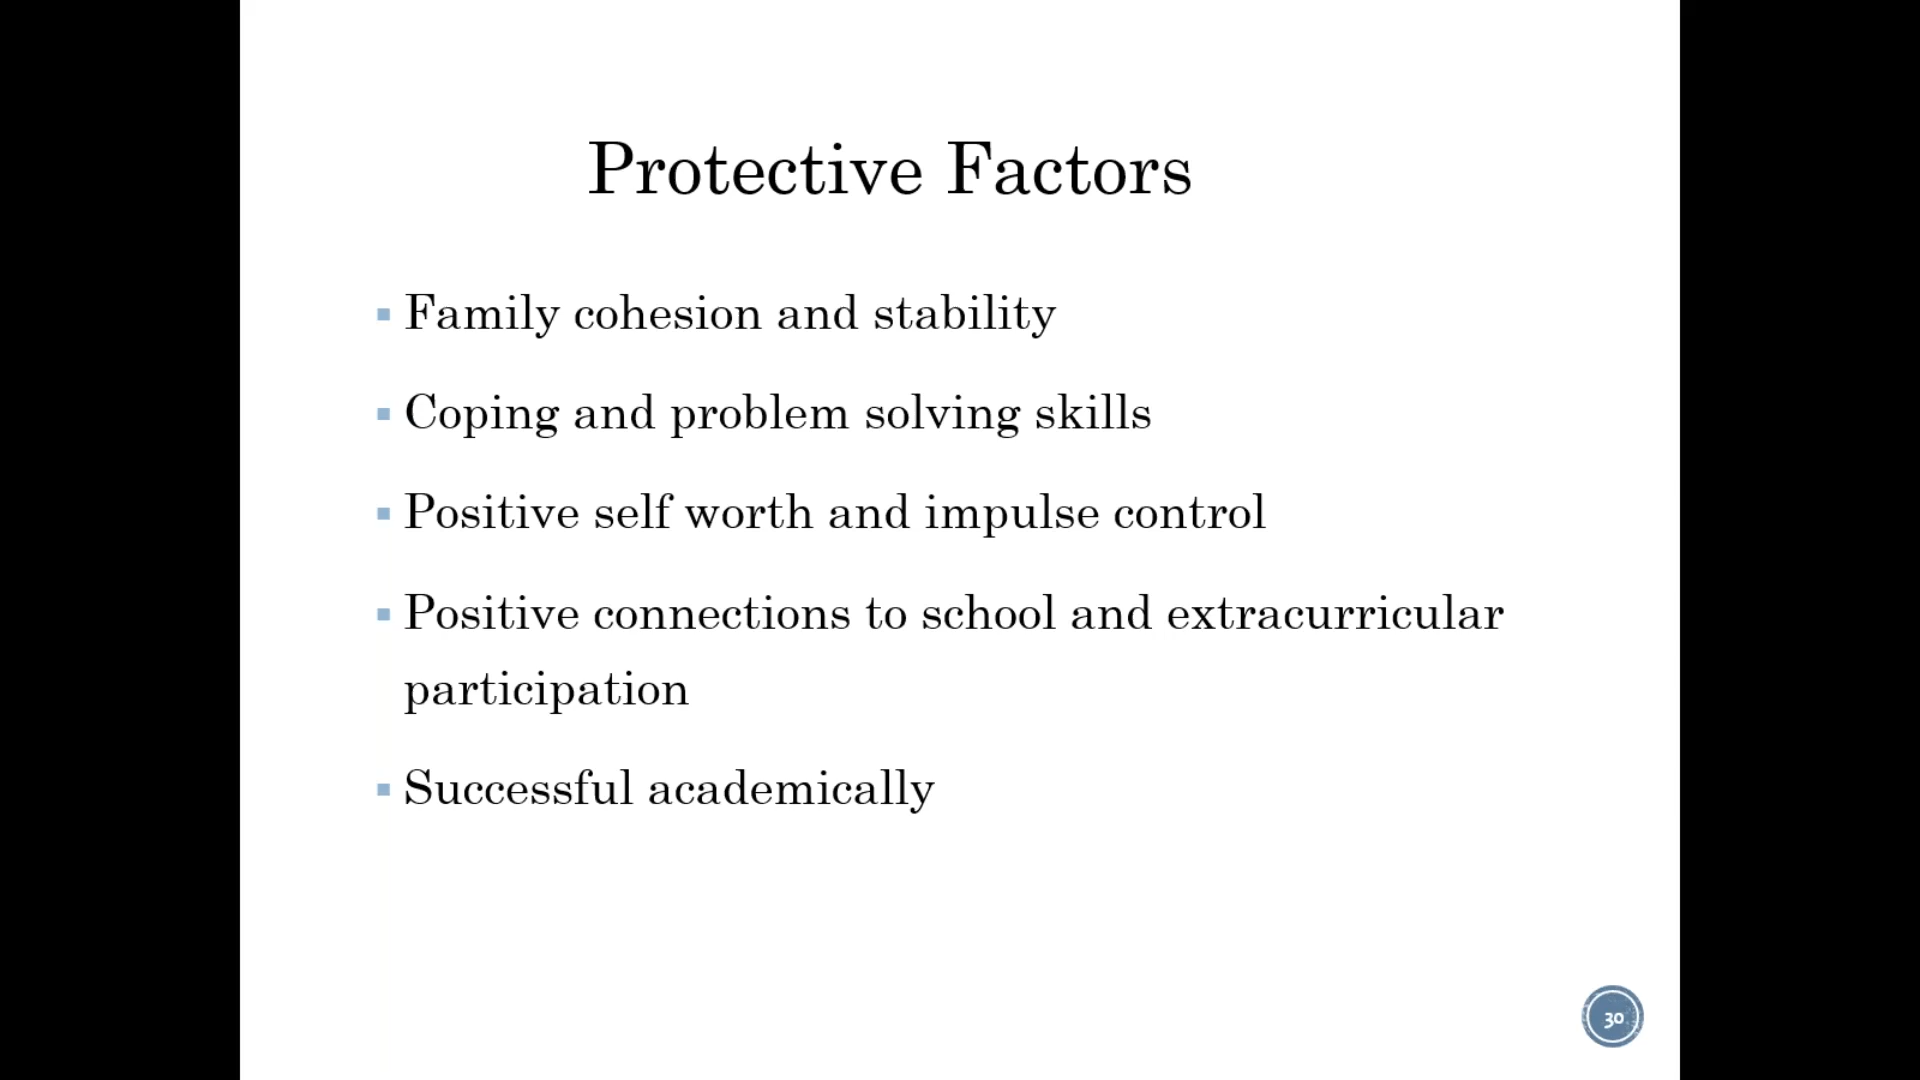 Protective Factors
Family cohesion and stability
Coping and problem solving skills
Positive self worth and impulse control
Positive connections to school and extracurricular
participation
Successful academically
30